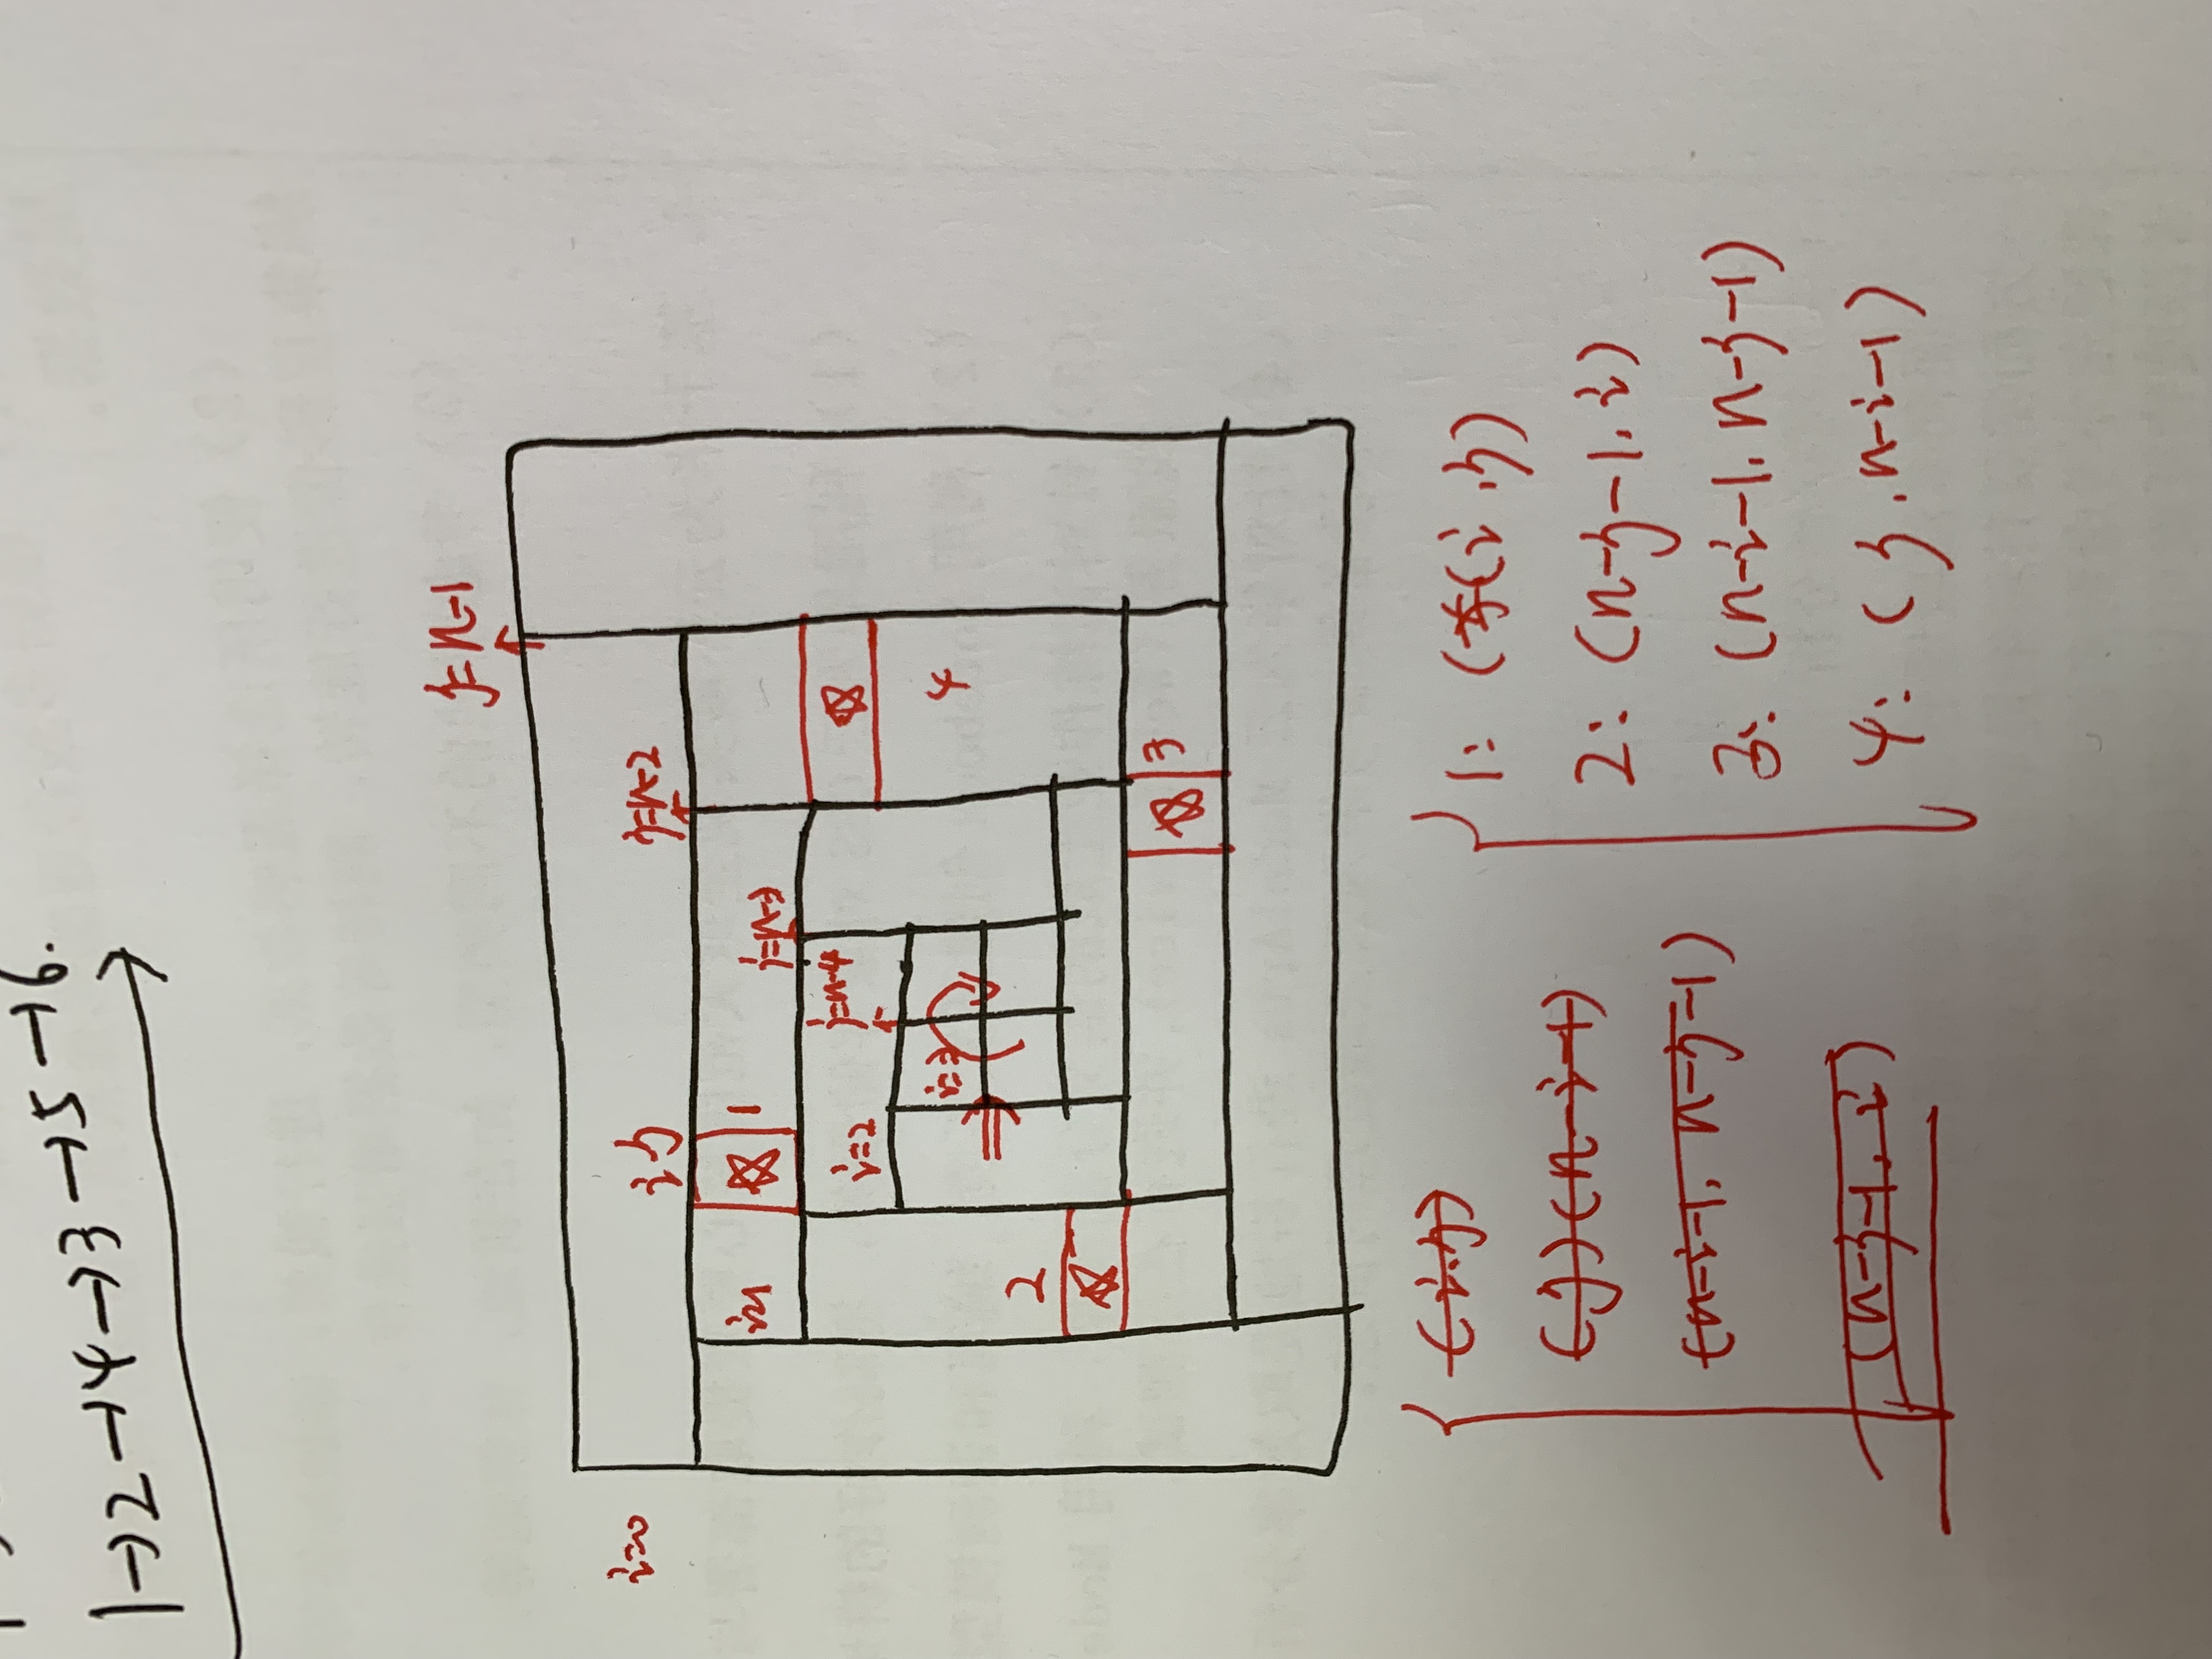 →6.
1→2→4→3→5
j=n-1
j=n-2
j=n-3
j=n-4
i=0
i=1
i=2
i=3
i,j
1
2
3
4
1: (i,j)
2: (n-j-1,i)
3: (n-i-1,n-j-1)
4: (j,n-i-1)
(i,j)
(j)(n-i-1)
(n-i-1,n-j-1)
(n-j-1,i)